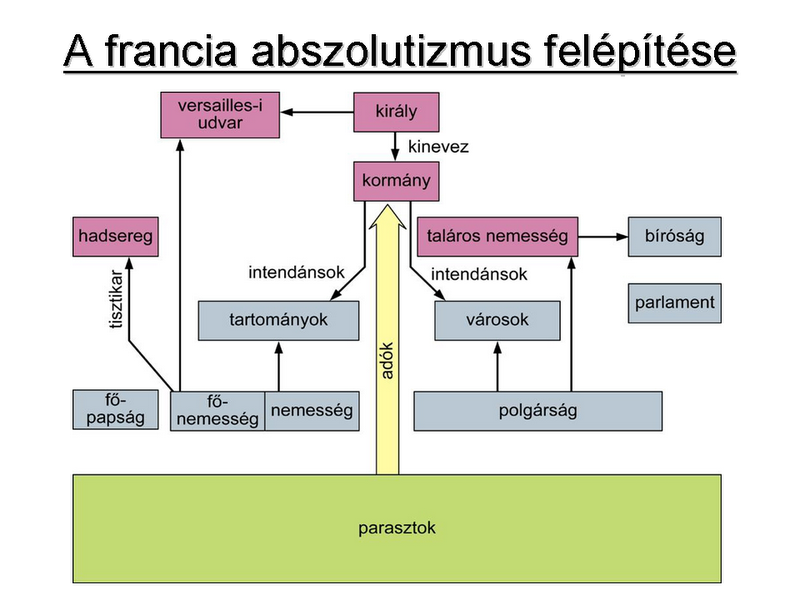 A francia abszolutizmus felépítése
versailles-i
udvar
király
kinevez
kormány
hadsereg
taláros nemesség
bíróság
tisztikar
intendánsok
intendánsok
parlament
tartományok
városok
adók
fő-
papság
fő-
nemesség
nemesség
polgárság
parasztok